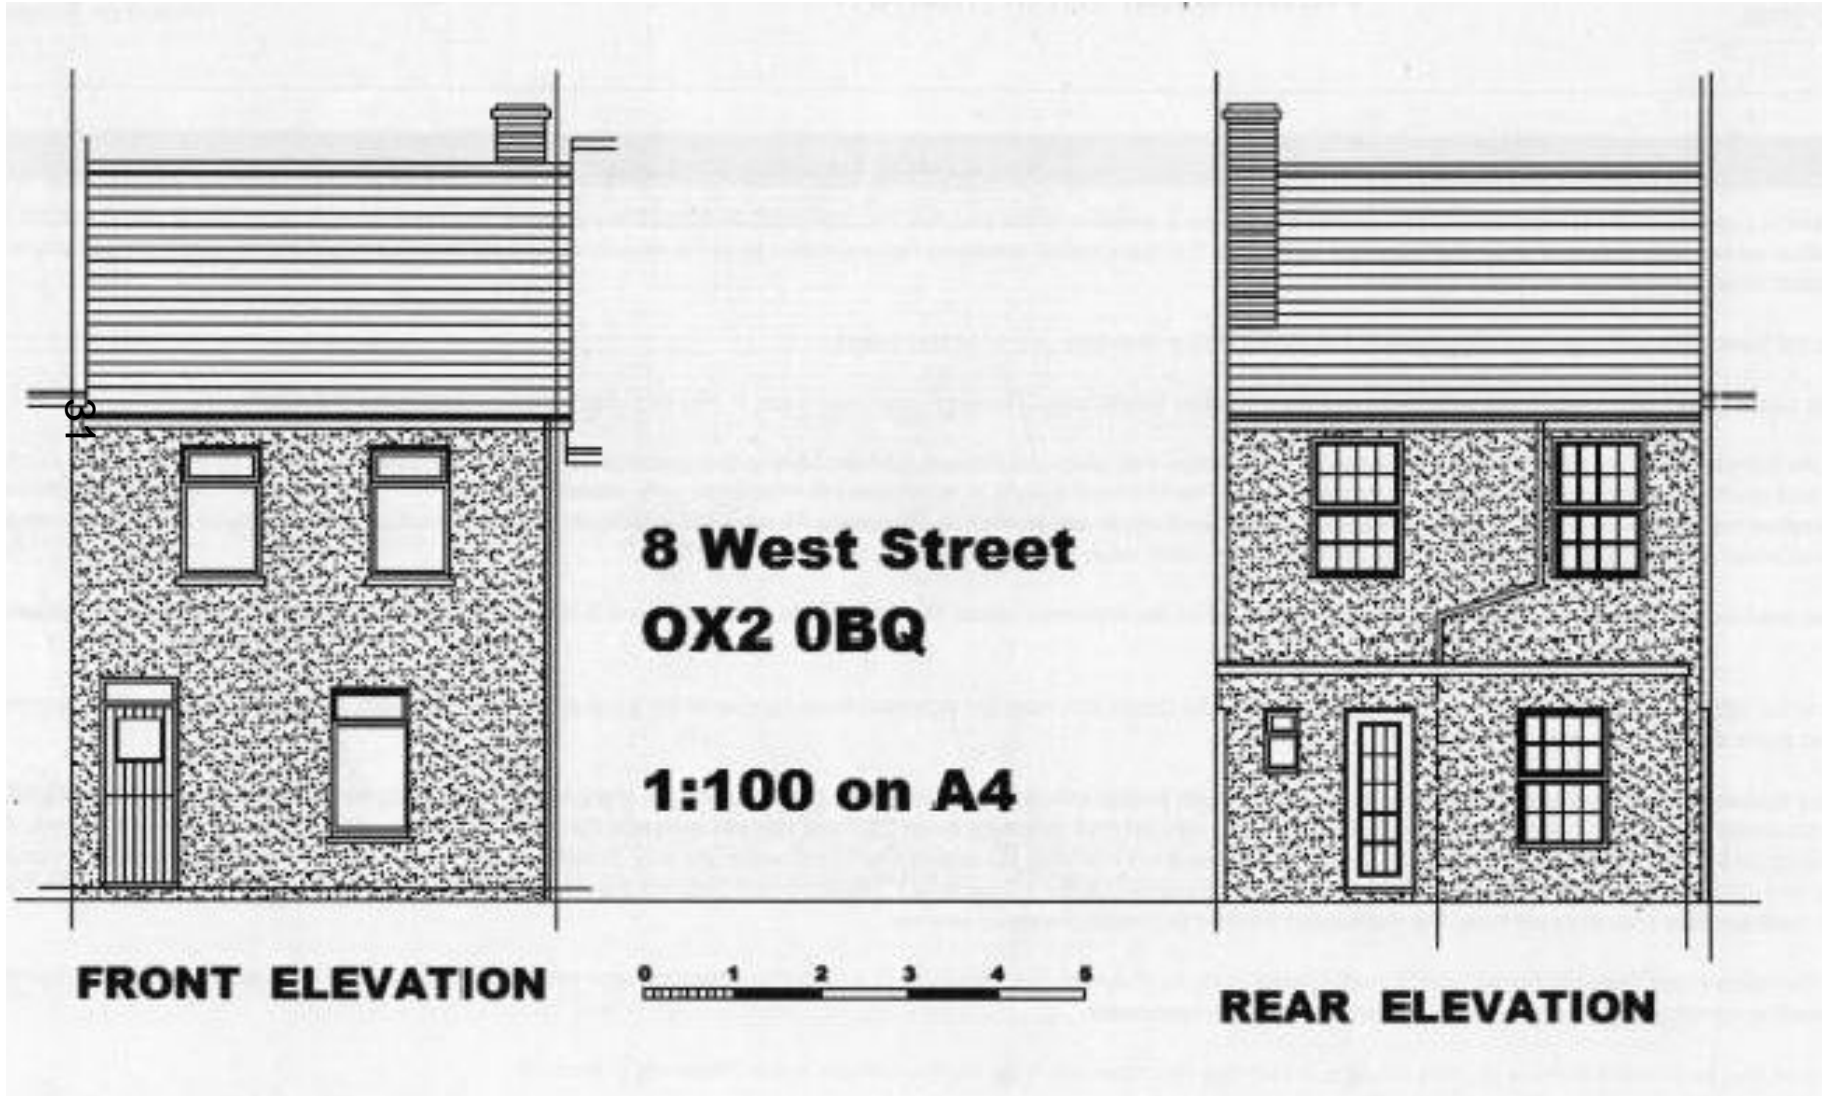 31
8 West Street
OX2 0BQ
1:100 on A4
FRONT ELEVATION
0 1 2 3 4 5
REAR ELEVATION